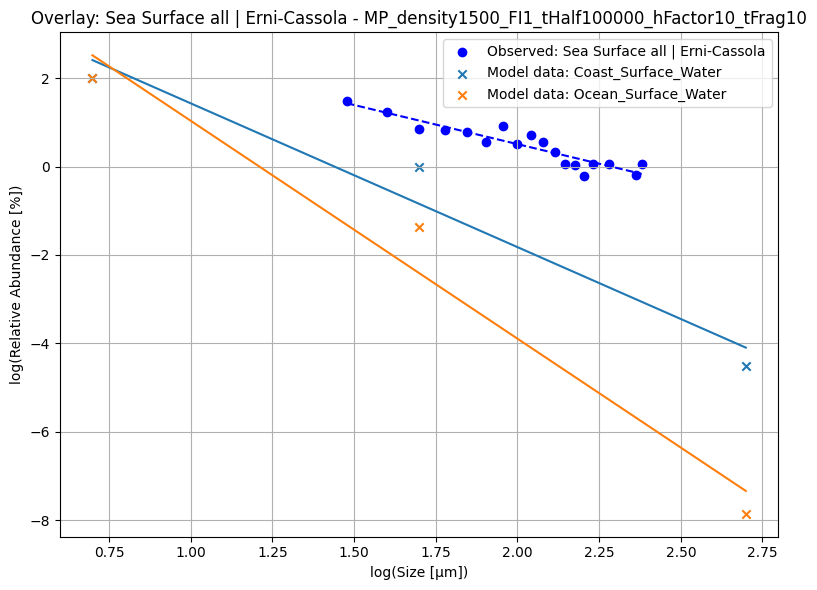 Overlay: Sea Surface all | Erni-Cassola - MP_density1500_FI1_tHalf100000_hFactor10_tFrag10
Observed: Sea Surface all | Erni-Cassola
Model data: Coast_Surface_Water
Model data: Ocean_Surface_Water
log(Relative Abundance [%])
2
0
−2
−4
−6
−8
0.75 1.00 1.25 1.50 1.75 2.00 2.25 2.50 2.75
log(Size [µm])